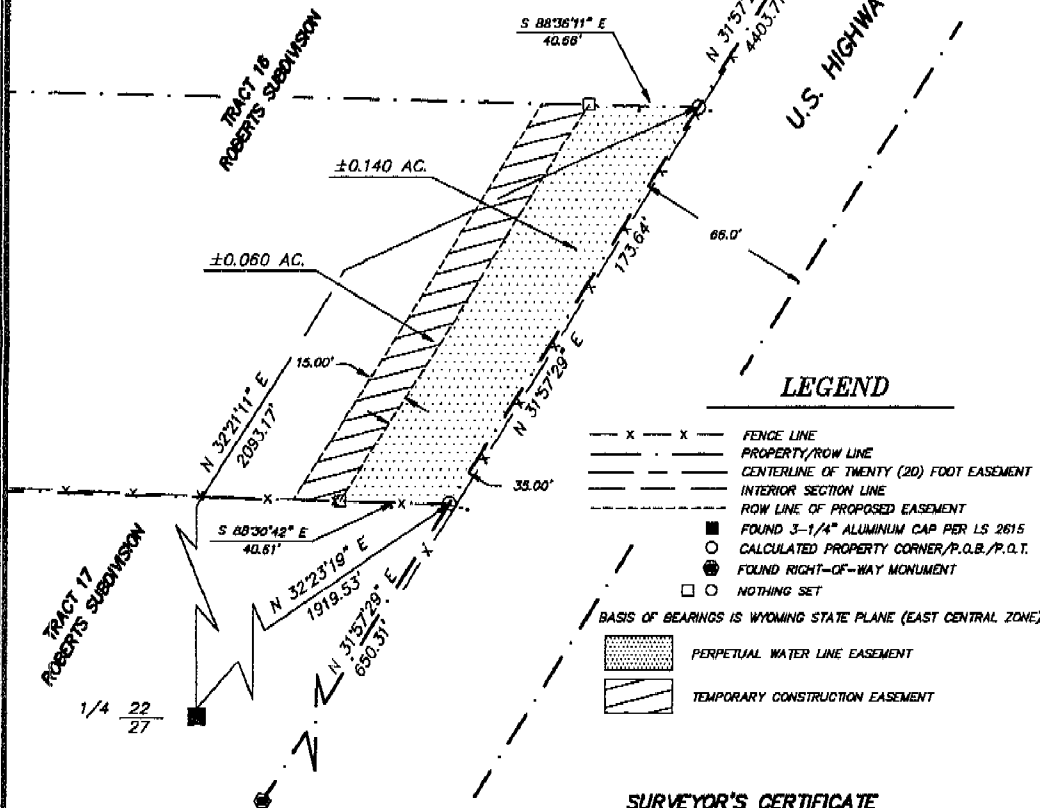 S 88°36'11" E
40.66'
N 31°57'
4403.7
U.S. HIGHWA
TRACT 16
ROBERTS SUBDIVISION
±0.140 AC.
66.0'
173.64'
±0.060 AC.
15.00'
N 31°57'29" E
N 32°21'11" E
2093.17'
35.00'
S 88°30'42" E
40.61'
N 32°23'19" E
1919.53'
N 31°57'29" E
650.31'
TRACT 17
ROBERTS SUBDIVISION
1/4 22
27
LEGEND
FENCE LINE
PROPERTY/ROW LINE
CENTERLINE OF TWENTY (20) FOOT EASEMENT
INTERIOR SECTION LINE
ROW LINE OF PROPOSED EASEMENT
FOUND 3-1/4" ALUMINUM CAP PER LS 2615
CALCULATED PROPERTY CORNER/P.O.B./P.O.T.
FOUND RIGHT-OF-WAY MONUMENT
NOTHING SET
BASIS OF BEARINGS IS WYOMING STATE PLANE (EAST CENTRAL ZONE)
PERPETUAL WATER LINE EASEMENT
TEMPORARY CONSTRUCTION EASEMENT
SURVEYOR'S CERTIFICATE